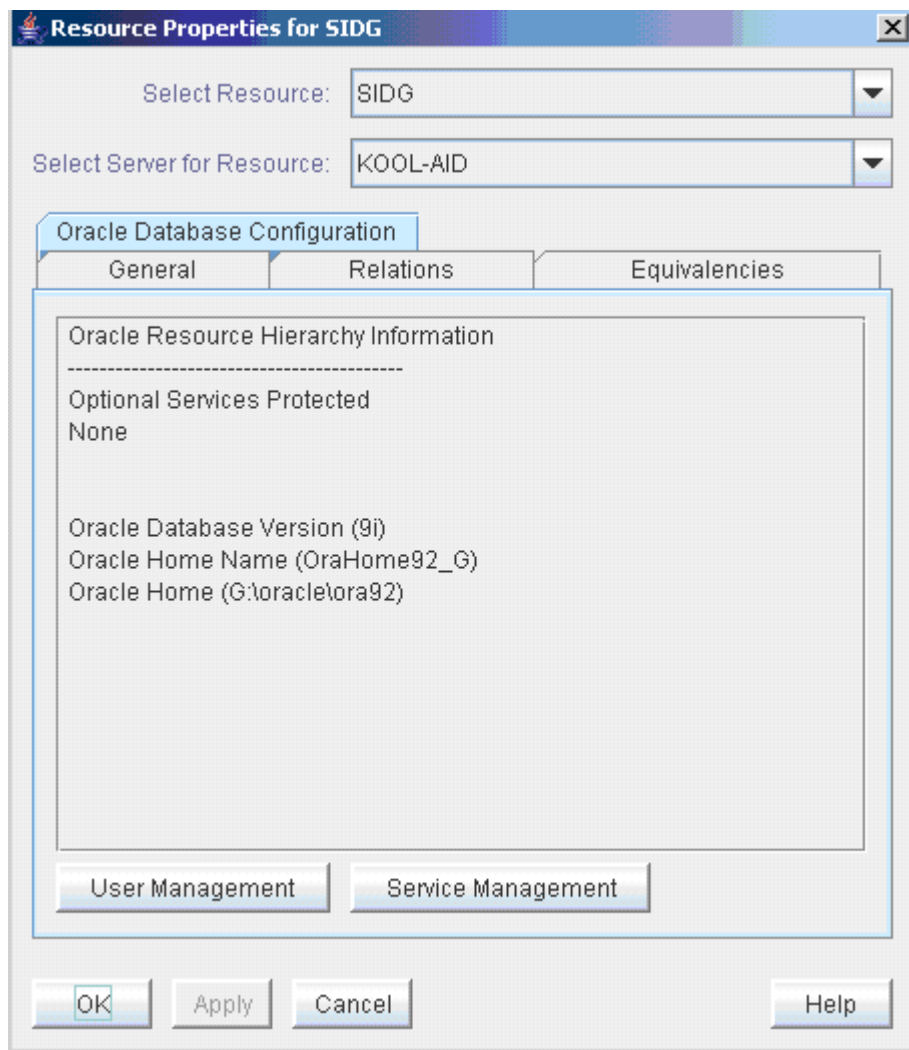 Resource Properties for SIDG
Select Resource: SIDG
Select Server for Resource: KOOL-AID
Oracle Database Configuration
General Relations Equivalencies
Oracle Resource Hierarchy Information
------------------------------------------
Optional Services Protected
None
Oracle Database Version (9i)
Oracle Home Name (OraHome92_G)
Oracle Home (G:\oracle\ora92)
User Management Service Management
OK Apply Cancel Help